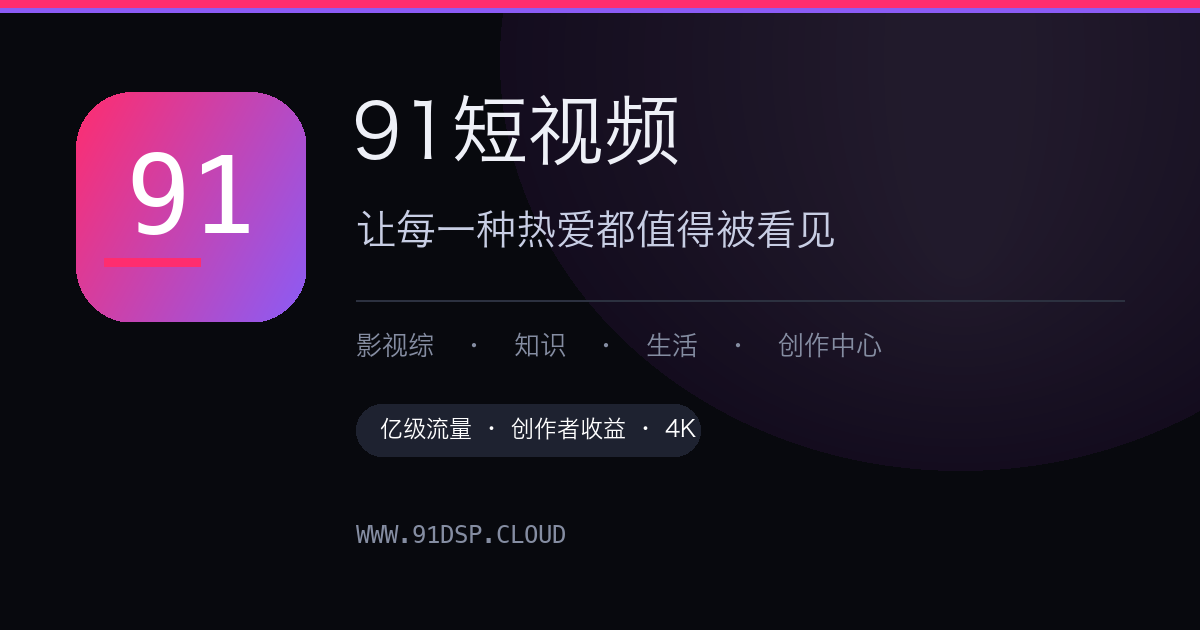 91
91短视频
让每一种热爱都值得被看见
影视综 · 知识 · 生活 · 创作中心
亿级流量 · 创作者收益 · 4K
WWW.91DSP.CLOUD